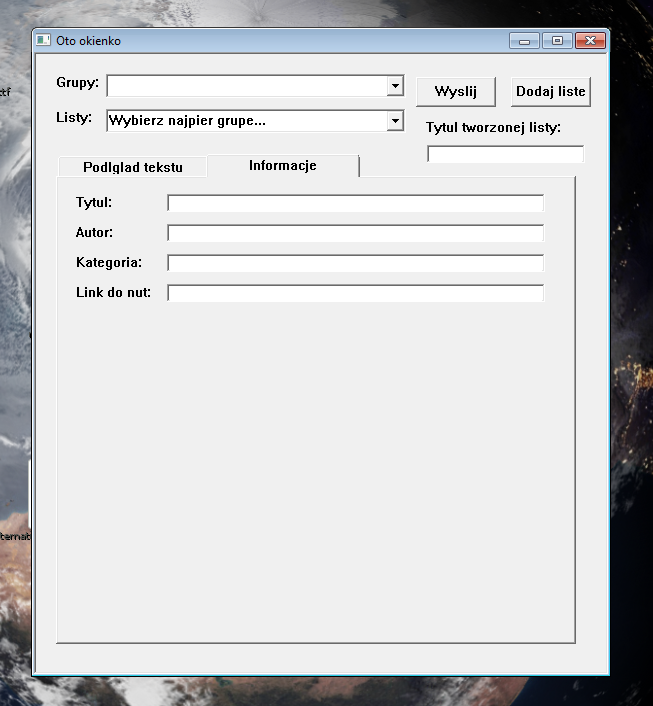 Oto okienko
Grupy:
Wyslij
Dodaj liste
Listy:
Wybierz najpier grupe...
Tytul tworzonej listy:
Podlglad tekstu
Informacje
Tytul:
Autor:
Kategoria:
Link do nut:
ttf
ternat